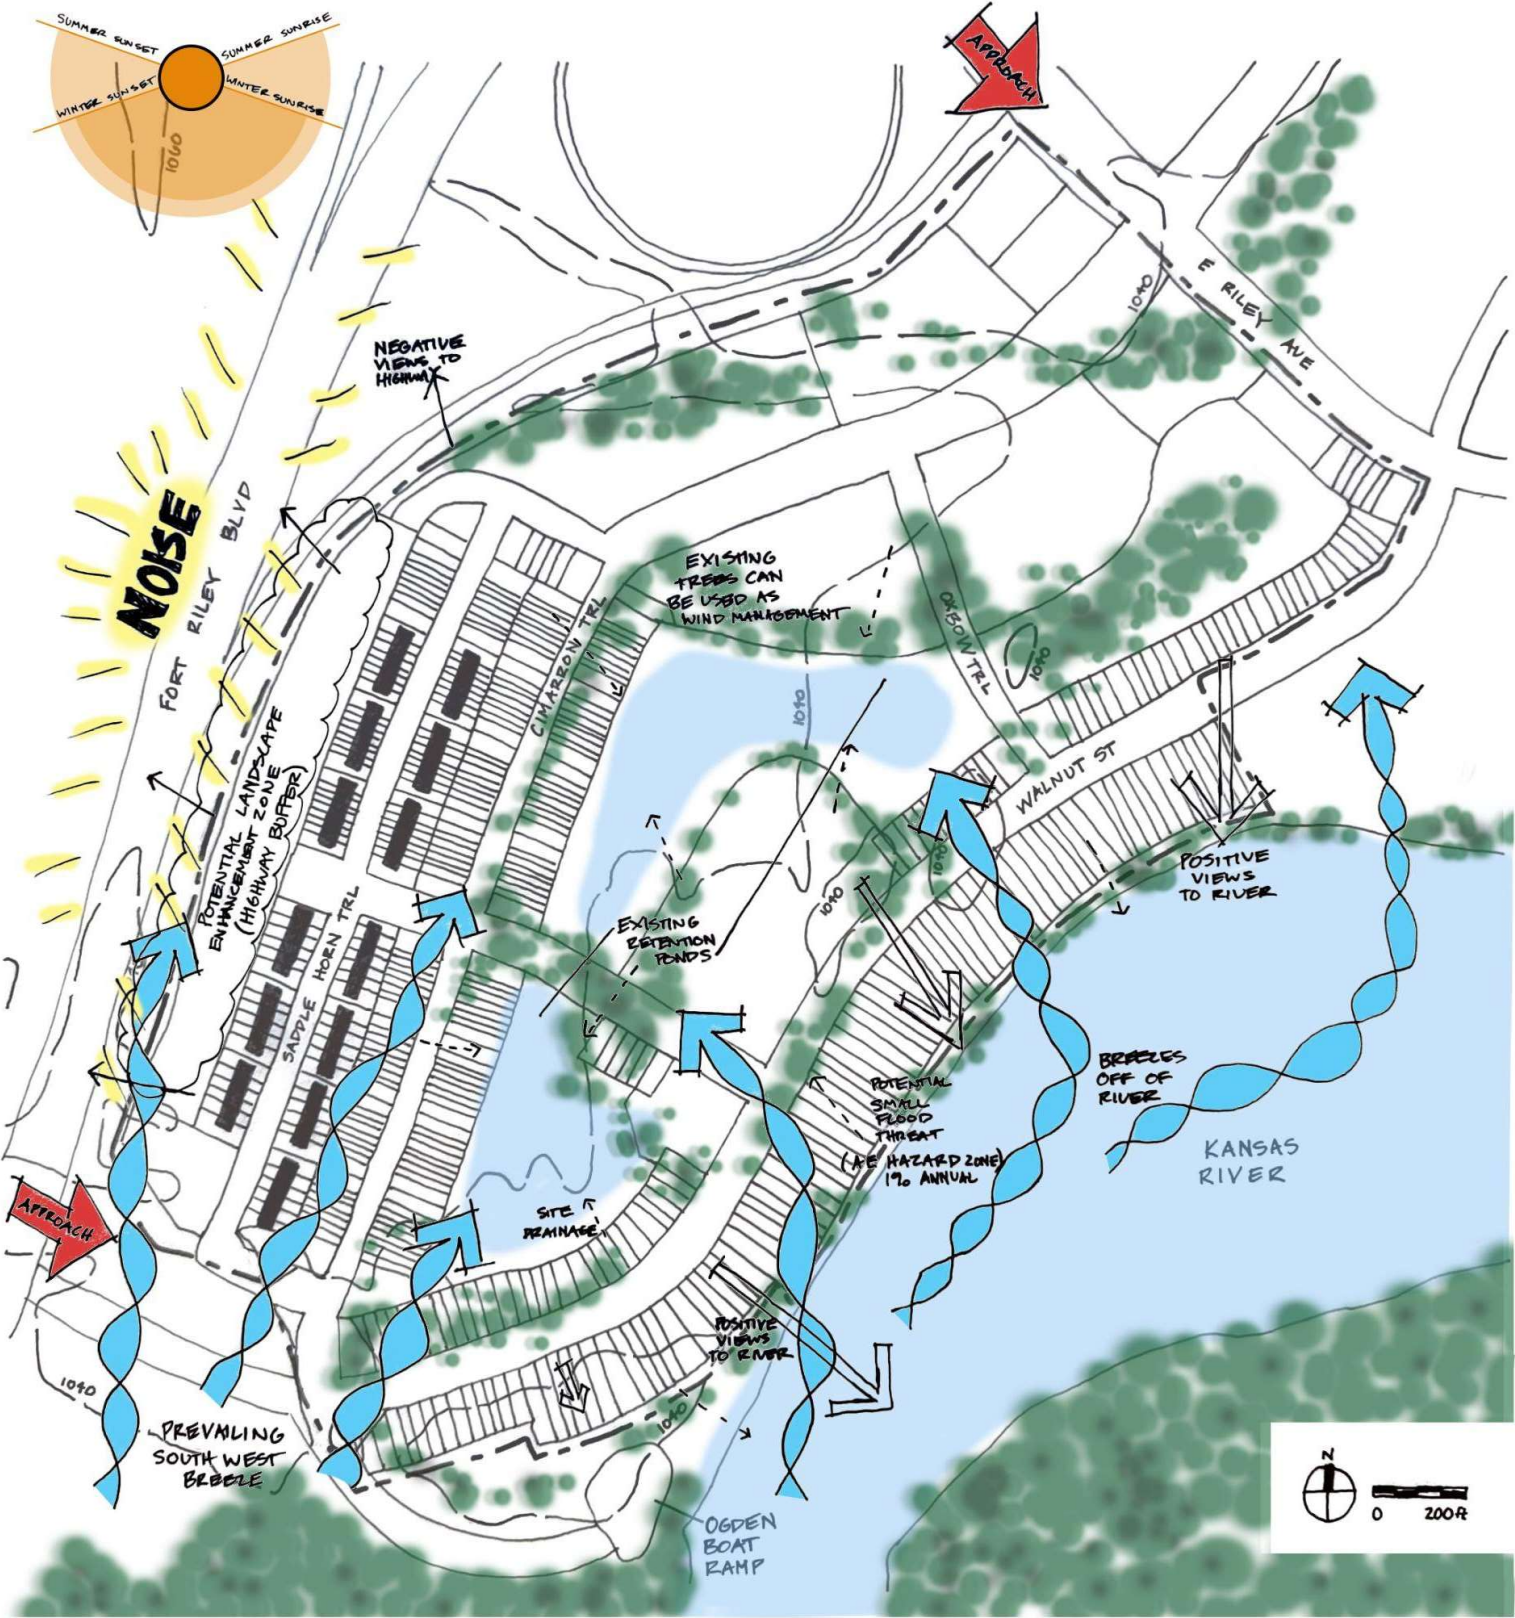 SUMMER SUNSET
SUMMER SUNRISE
WINTER SUNSET
WINTER SUNRISE
1060
APPROACH
E RILEY AVE
1040
NEGATIVE
VIEWS TO
HIGHWAY
NOISE
FORT RILEY BLVD
EXISTING
TREES CAN
BE USED AS
WIND MANAGEMENT
CIMARRON TRL
OXBOW TRL
1040
1040
WALNUT ST
POTENTIAL LANDSCAPE
ENHANCEMENT ZONE
(HIGHWAY BUFFER)
POSITIVE
VIEWS
TO RIVER
1040
1040
EXISTING
RETENTION
PONDS
SADDLE HORN TRL
BREEZES
OFF OF
RIVER
POTENTIAL
SMALL
FLOOD
THREAT
(AE HAZARD ZONE)
1% ANNUAL
KANSAS
RIVER
APPROACH
SITE
DRAINAGE
POSITIVE
VIEWS
TO RIVER
1040
1040
PREVAILING
SOUTH WEST
BREEZE
OGDEN
BOAT
RAMP
N
0 200ft